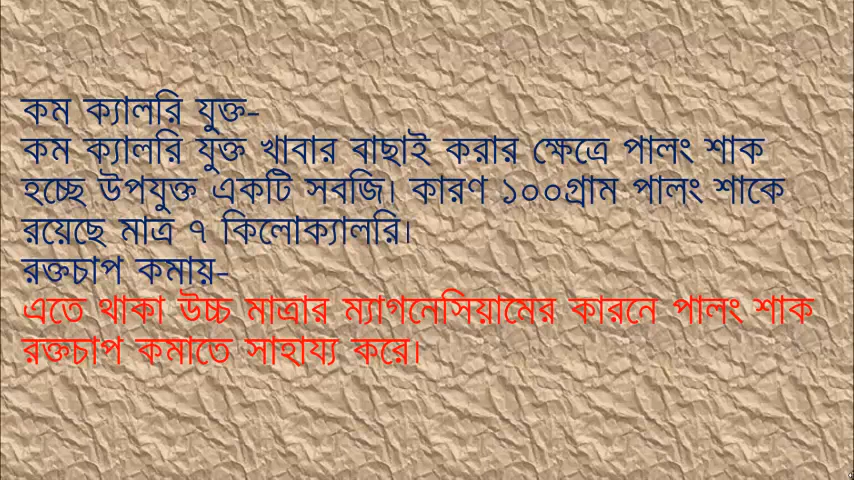 কম ক্যালরি যুক্ত-
কম ক্যালরি যুক্ত খাবার বাছাই করার ক্ষেত্রে পালং শাক
হচ্ছে উপযুক্ত একটি সবজি। কারণ ১০০গ্রাম পালং শাকে
রয়েছে মাত্র ৭ কিলোক্যালরি।
রক্তচাপ কমায়-
এতে থাকা উচ্চ মাত্রার ম্যাগনেসিয়ামের কারনে পালং শাক
রক্তচাপ কমাতে সাহায্য করে।